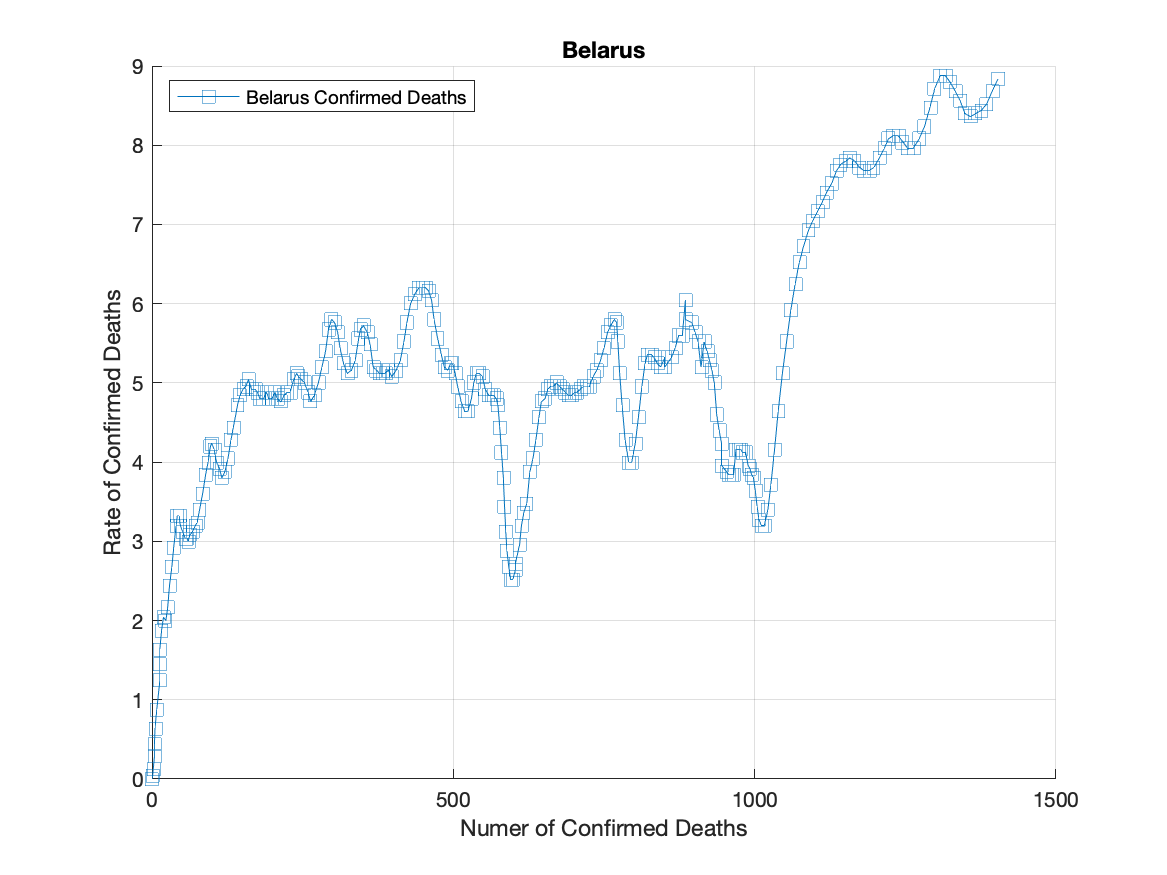 Belarus
Belarus Confirmed Deaths
Rate of Confirmed Deaths
9
8
7
6
5
4
3
2
1
0
0 500 1000 1500
Numer of Confirmed Deaths